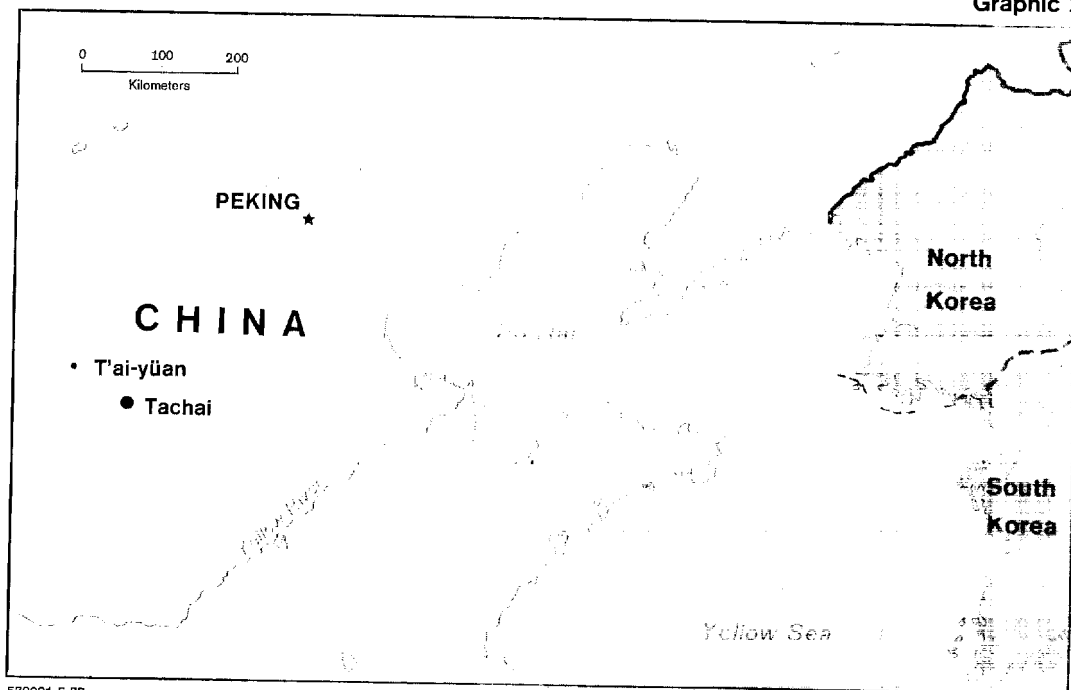 Graphic
0 100 200
Kilometers
PEKING
North
Korea
CHINA
T'ai-yüan
Tachai
South
Korea
Yellow Sea